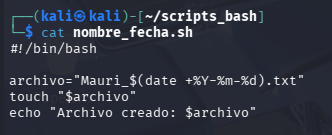 ┌──(kali㉿kali)-[~/scripts_bash]
└─$ cat nombre_fecha.sh
#!/bin/bash

archivo="Mauri_$(date +%Y-%m-%d).txt"
touch "$archivo"
echo "Archivo creado: $archivo"